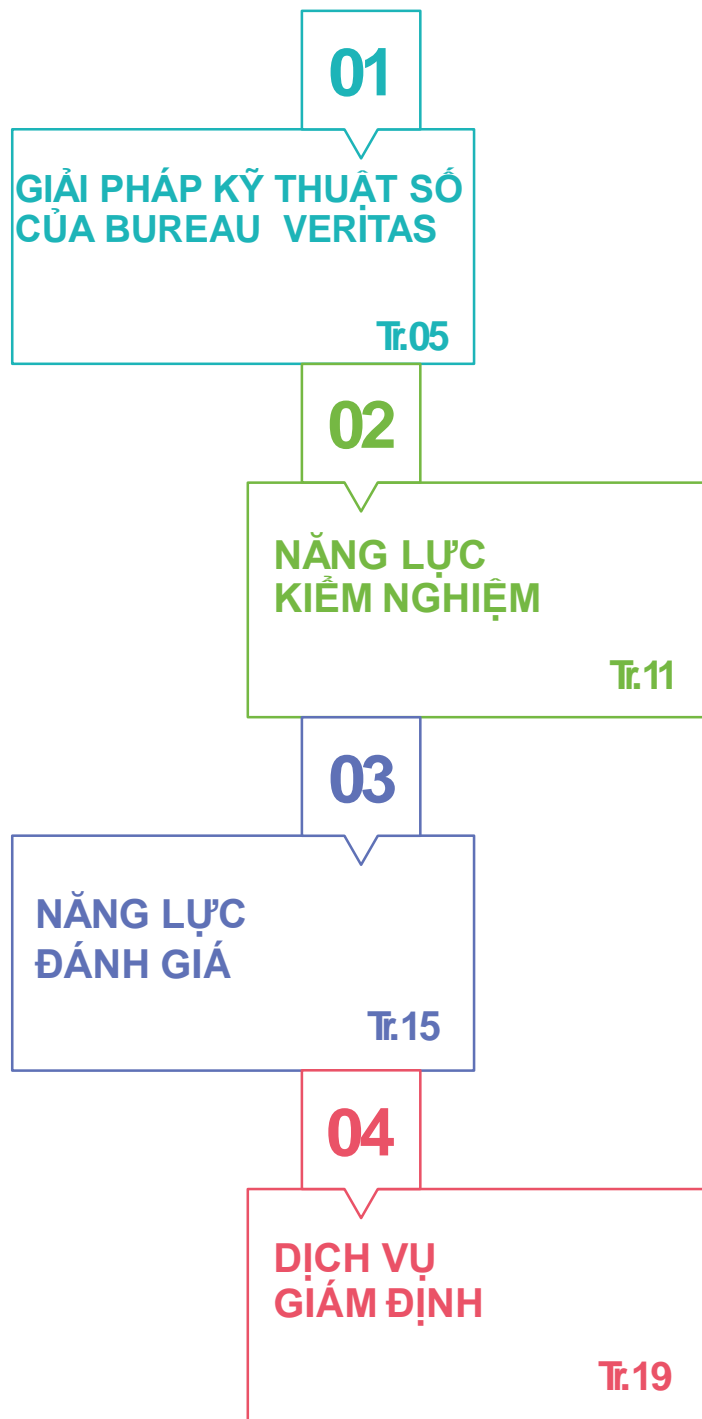 01
GIẢI PHÁP KỸ THUẬT SỐ
CỦA BUREAU VERITAS
Tr.05
02
NĂNG LỰC
KIỂM NGHIỆM
Tr.11
03
NĂNG LỰC
ĐÁNH GIÁ
Tr.15
04
DỊCH VỤ
GIÁM ĐỊNH
Tr.19